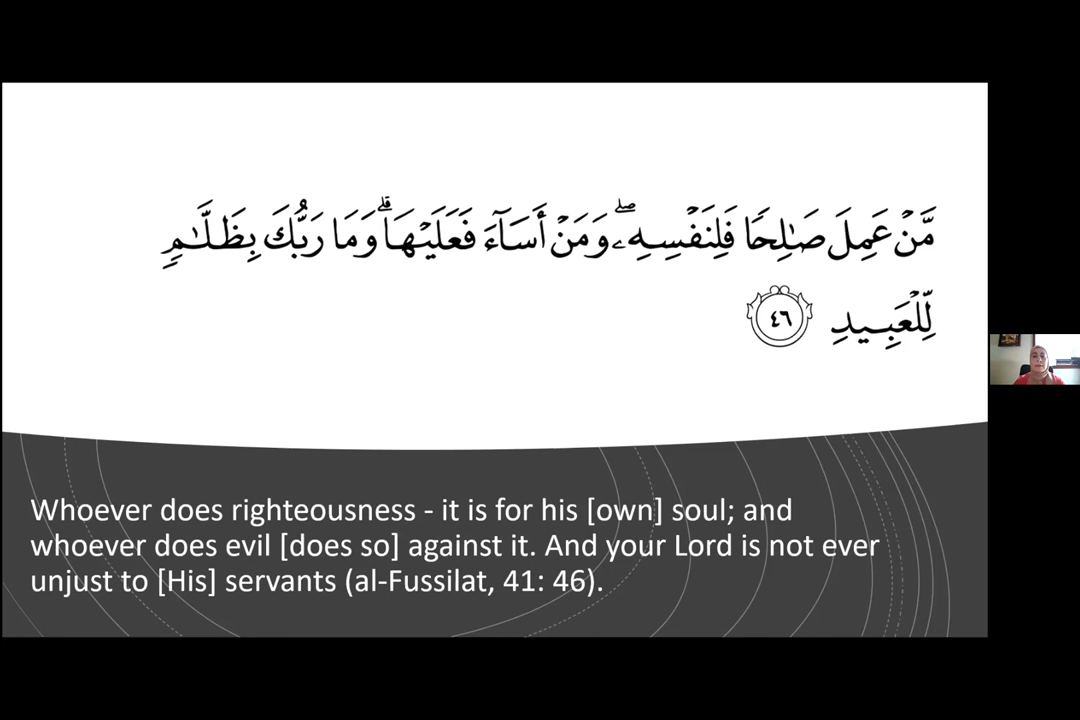 مَّنْ عَمِلَ صَـٰلِحًا فَلِنَفْسِهِۦ ۖ وَمَنْ أَسَآءَ فَعَلَيْهَا ۗ وَمَا رَبُّكَ بِظَلَّـٰمٍ
لِّلْعَبِيدِ ٤٦
Whoever does righteousness - it is for his [own] soul; and
whoever does evil [does so] against it. And your Lord is not ever
unjust to [His] servants (al-Fussilat, 41: 46).